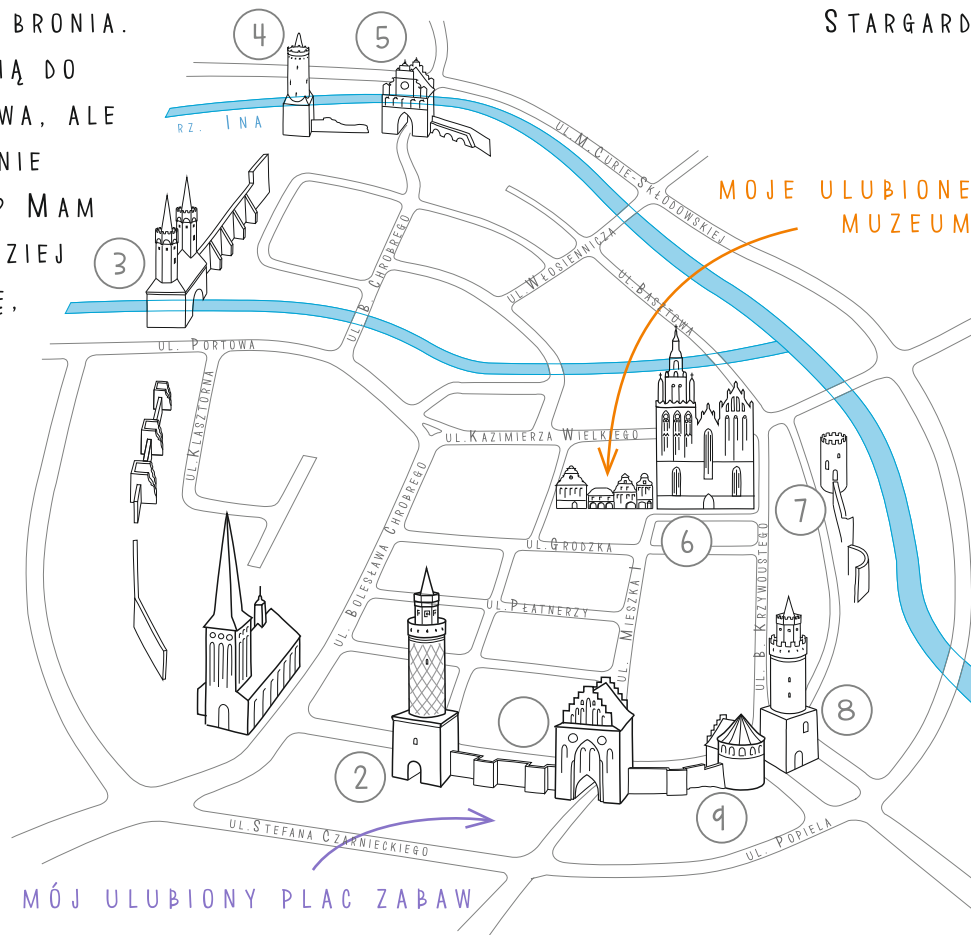 BRONIA.
DO
ALE
NIE
MAM
STARGARD
4
5
RZ. INA
UL. M. CURIE-SKŁODOWSKIEJ
MOJE ULUBIONE
MUZEUM
3
UL. B. CHROBREGO
UL. WŁOSIENNICZA
UL. BASZTOWA
UL. PORTOWA
UL. KLASZTORNA
UL. KAZIMIERZA WIELKIEGO
7
6
UL. GRODZKA
UL. BOLESŁAWA CHROBREGO
UL. PŁATNERZY
UL. MIESZKA I
UL. B. KRZYWOUSTEGO
8
2
9
UL. STEFANA CZARNIECKIEGO
UL. POPIELA
MÓJ ULUBIONY PLAC ZABAW